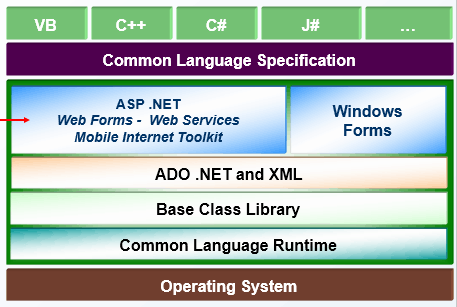 VB C++ C# J# ...
Common Language Specification
ASP .NET
Web Forms - Web Services
Mobile Internet Toolkit
Windows
Forms
ADO .NET and XML
Base Class Library
Common Language Runtime
Operating System